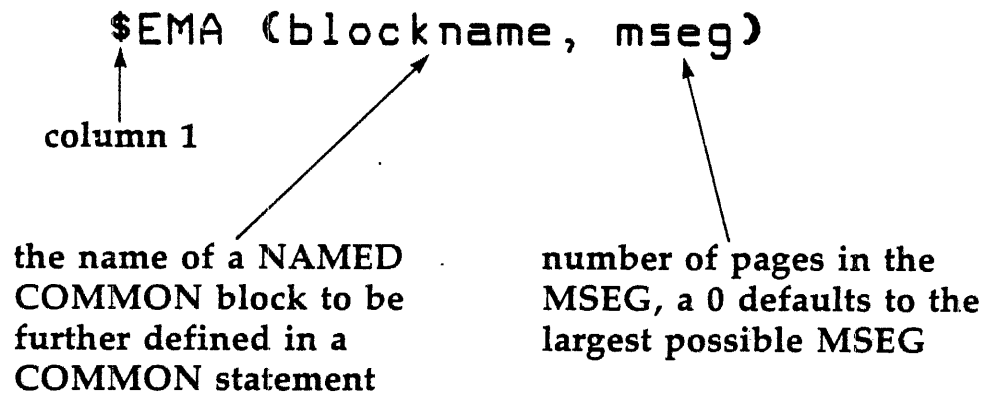 $EMA (blockname, mseg)
column 1
the name of a NAMED
COMMON block to be
further defined in a
COMMON statement
number of pages in the
MSEG, a 0 defaults to the
largest possible MSEG